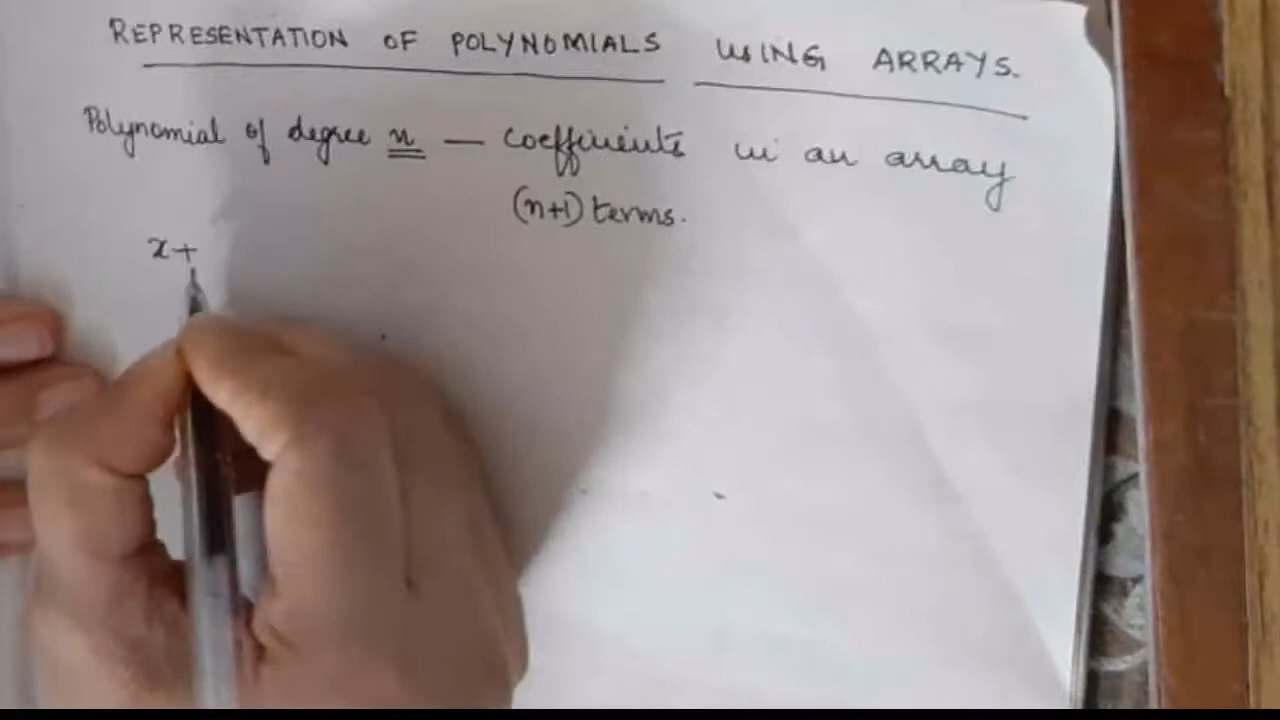 REPRESENTATION OF POLYNOMIALS USING ARRAYS.
Polynomial of degree n — coefficients in an array
(n+1) terms.
x+